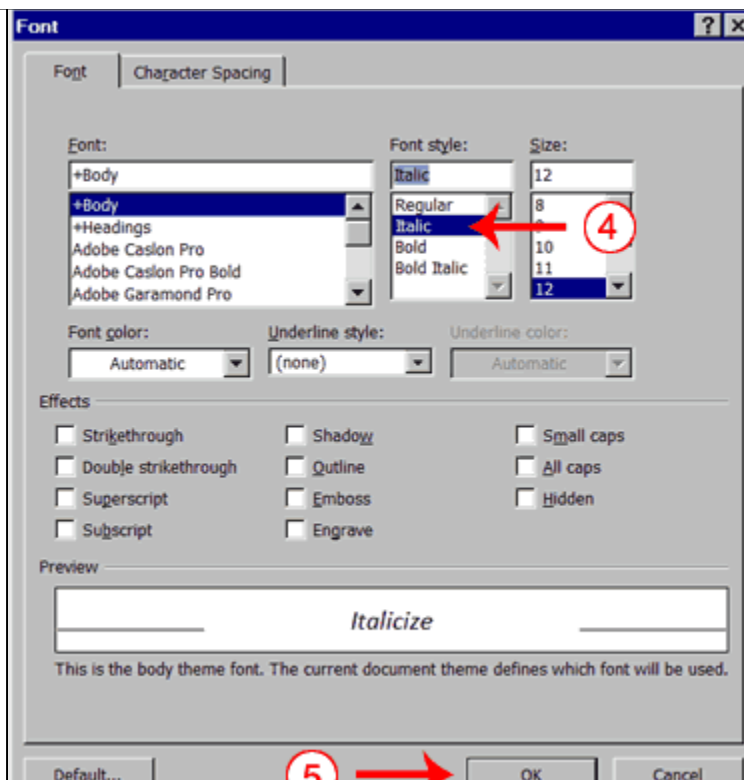 Font
Font Character Spacing
Font: Font style: Size:
+Body Italic 12
+Body Regular 8
+Headings Italic 4
Adobe Caslon Pro Bold 10
Adobe Caslon Pro Bold Bold Italic 11
Adobe Garamond Pro 12
Font color: Underline style: Underline color:
Automatic (none) Automatic
Effects
Strikethrough Shadow Small caps
Double strikethrough Outline All caps
Superscript Emboss Hidden
Subscript Engrave
Preview
Italicize
This is the body theme font. The current document theme defines which font will be used.
Default... 5 OK Cancel